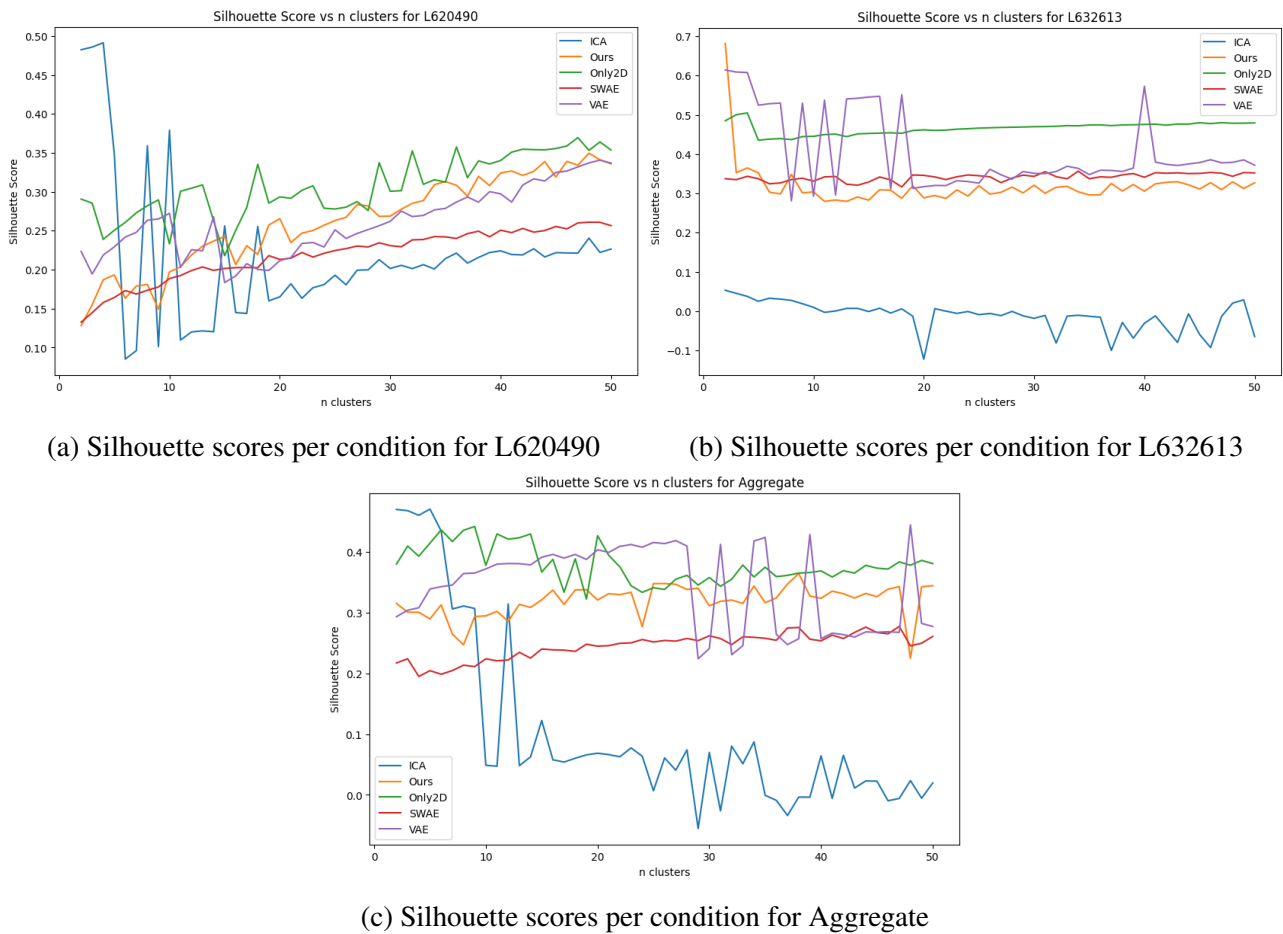 Silhouette Score vs n clusters for L620490
0.50
0.45
0.40
0.35
0.30
0.25
0.20
0.15
0.10
Silhouette Score
0
10
20
30
40
50
n clusters
ICA
Ours
Only2D
SWAE
VAE
(a) Silhouette scores per condition for L620490
Silhouette Score vs n clusters for L632613
0.7
0.6
0.5
0.4
0.3
0.2
0.1
0.0
−0.1
Silhouette Score
0
10
20
30
40
50
n clusters
ICA
Ours
Only2D
SWAE
VAE
(b) Silhouette scores per condition for L632613
Silhouette Score vs n clusters for Aggregate
0.4
0.3
0.2
0.1
0.0
Silhouette Score
ICA
Ours
Only2D
SWAE
VAE
0
10
20
30
40
50
n clusters
(c) Silhouette scores per condition for Aggregate